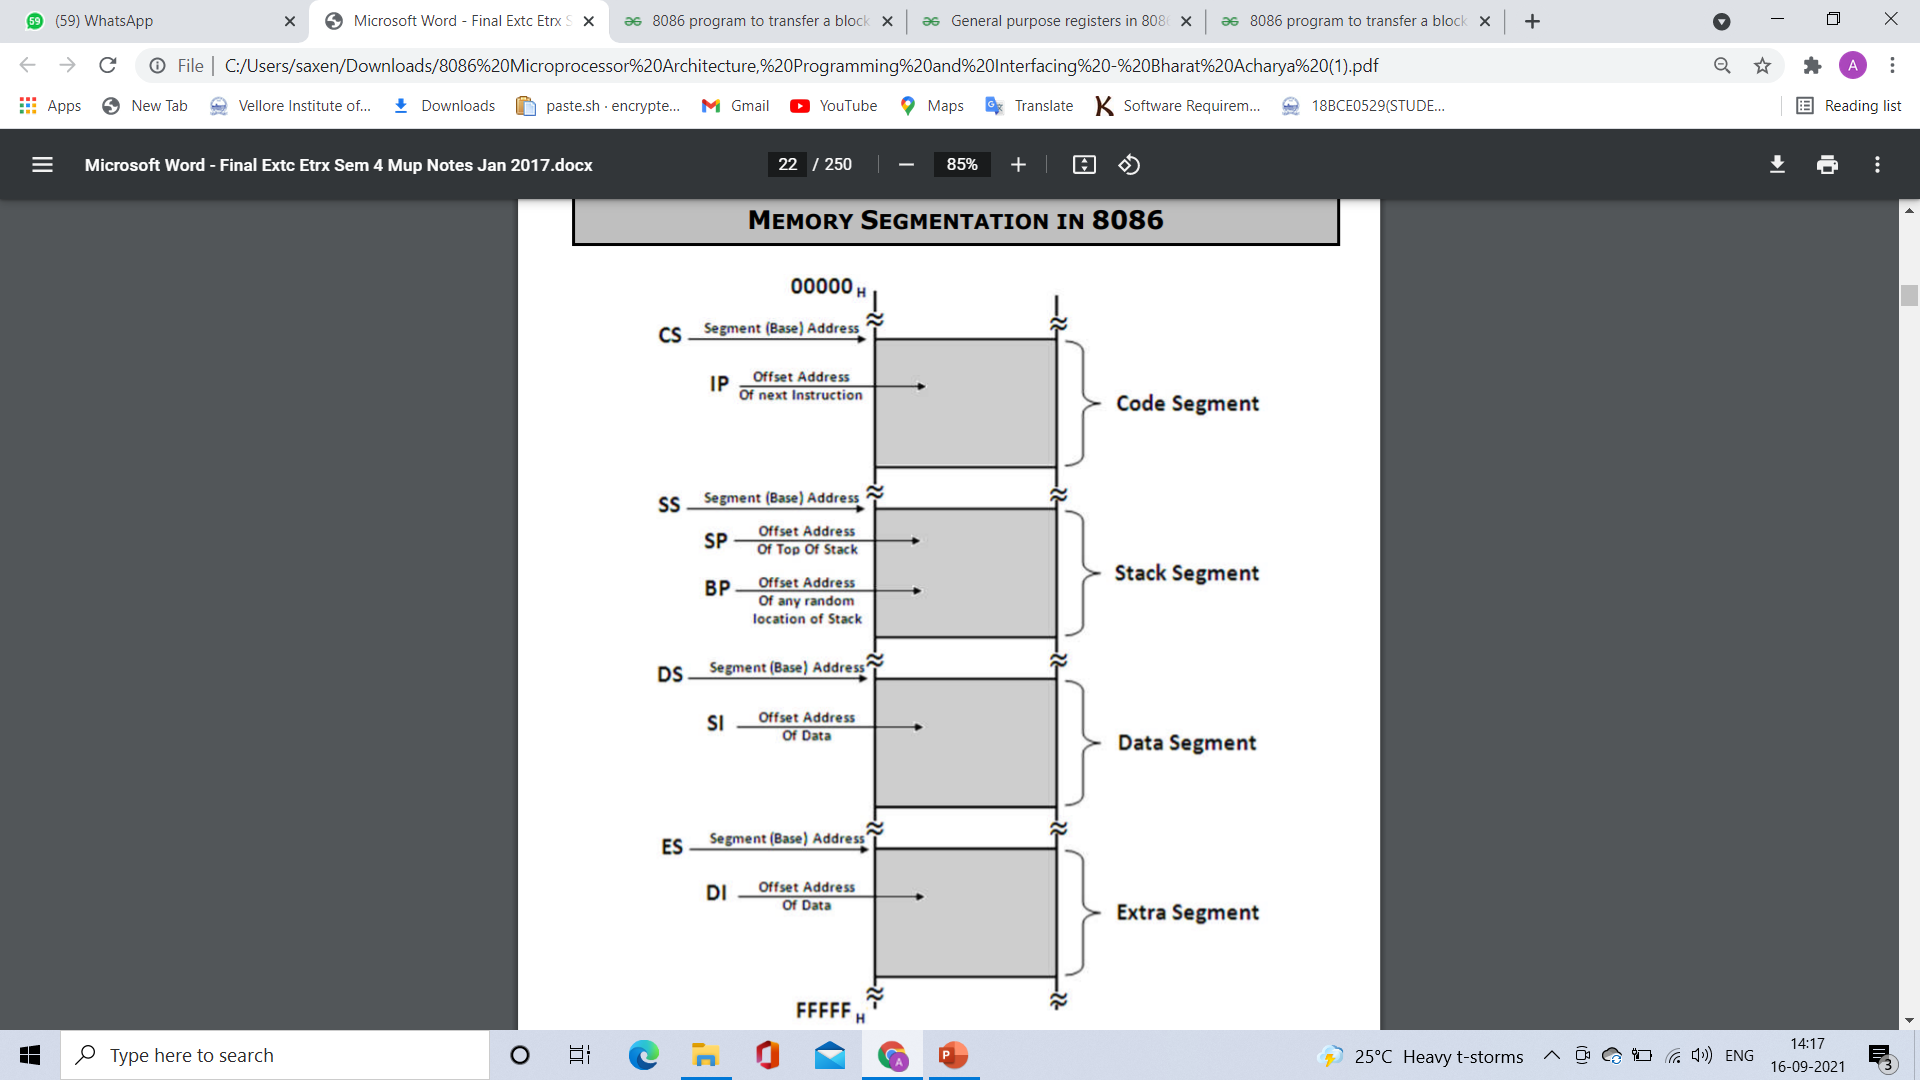 59 (59) WhatsApp
Microsoft Word - Final Extc Etrx S
8086 program to transfer a block
General purpose registers in 808
8086 program to transfer a block
File
C:/Users/saxen/Downloads/8086%20Microprocessor%20Architecture,%20Programming%20and%20Interfacing%20-%20Bharat%20Acharya%20(1).pdf
A
Apps
New Tab
Vellore Institute of...
Downloads
paste.sh · encrypte...
Gmail
YouTube
Maps
Translate
Software Requirem...
18BCE0529(STUDE...
Reading list
Microsoft Word - Final Extc Etrx Sem 4 Mup Notes Jan 2017.docx
22 / 250
85%
MEMORY SEGMENTATION IN 8086
00000 H
CS
Segment (Base) Address
IP
Offset Address
Of next Instruction
Code Segment
SS
Segment (Base) Address
SP
Offset Address
Of Top Of Stack
BP
Offset Address
Of any random
location of Stack
Stack Segment
DS
Segment (Base) Address
SI
Offset Address
Of Data
Data Segment
ES
Segment (Base) Address
DI
Offset Address
Of Data
Extra Segment
FFFFF H
Type here to search
25°C Heavy t-storms
ENG
14:17
16-09-2021
3